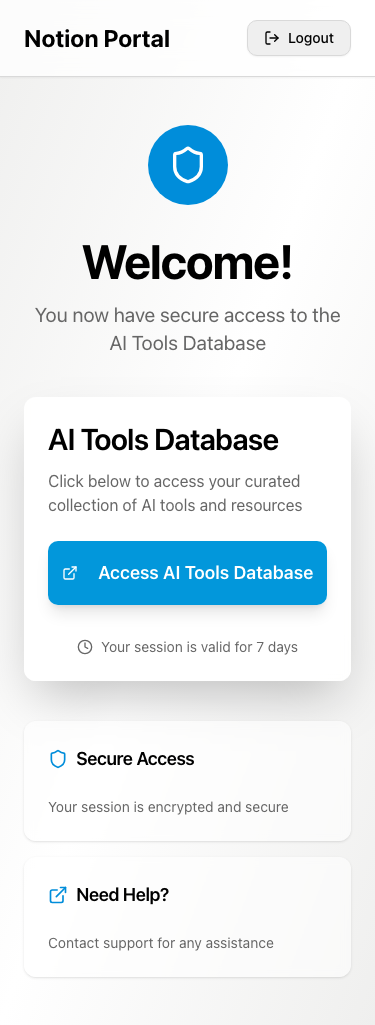 Notion Portal
Logout
Welcome!
You now have secure access to the
AI Tools Database
AI Tools Database
Click below to access your curated
collection of AI tools and resources
Access AI Tools Database
Your session is valid for 7 days
Secure Access
Your session is encrypted and secure
Need Help?
Contact support for any assistance